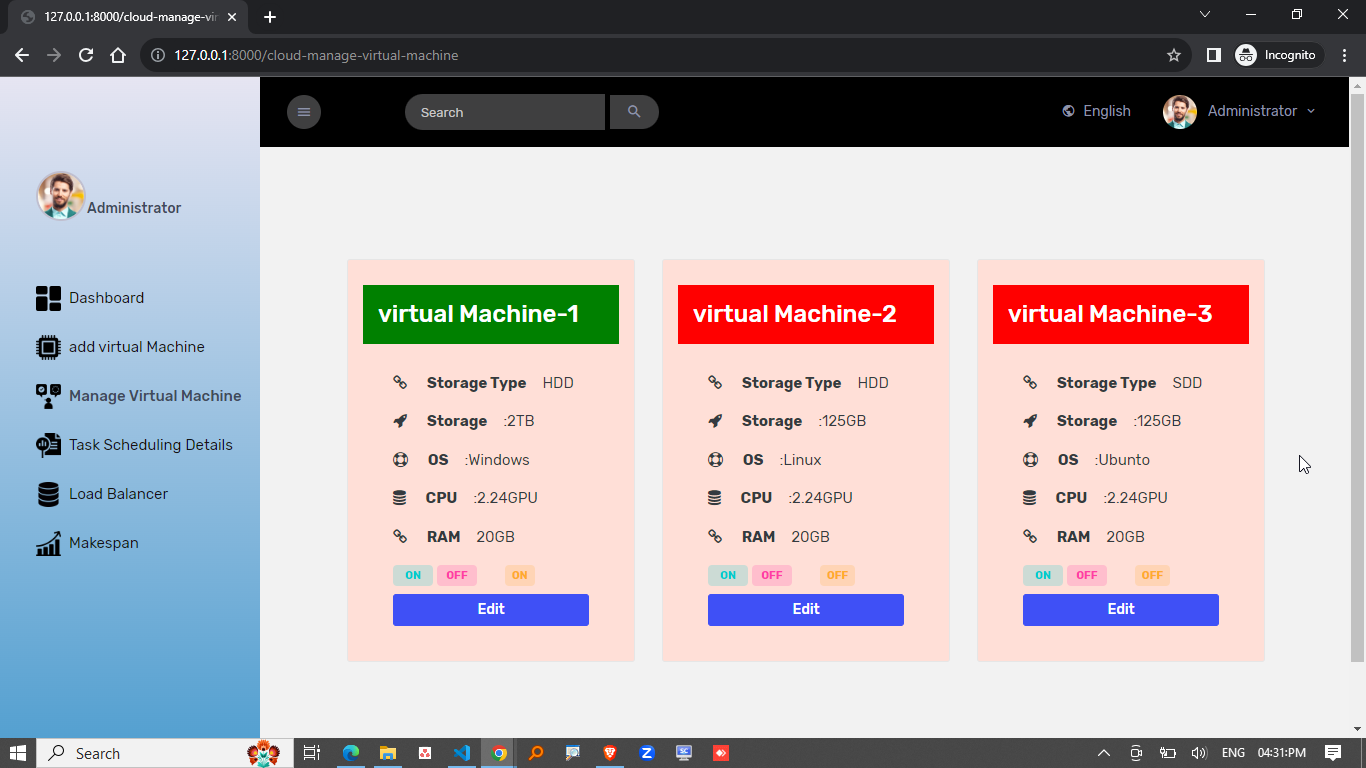 127.0.0.1:8000/cloud-manage-vir
127.0.0.1:8000/cloud-manage-virtual-machine
Incognito
Search
English
Administrator
Administrator
Dashboard
add virtual Machine
Manage Virtual Machine
Task Scheduling Details
Load Balancer
Makespan
virtual Machine-1
Storage Type HDD
Storage :2TB
OS :Windows
CPU :2.24GPU
RAM 20GB
ON OFF ON
Edit
virtual Machine-2
Storage Type HDD
Storage :125GB
OS :Linux
CPU :2.24GPU
RAM 20GB
ON OFF OFF
Edit
virtual Machine-3
Storage Type SDD
Storage :125GB
OS :Ubunto
CPU :2.24GPU
RAM 20GB
ON OFF OFF
Edit
Search
ENG
04:31:PM